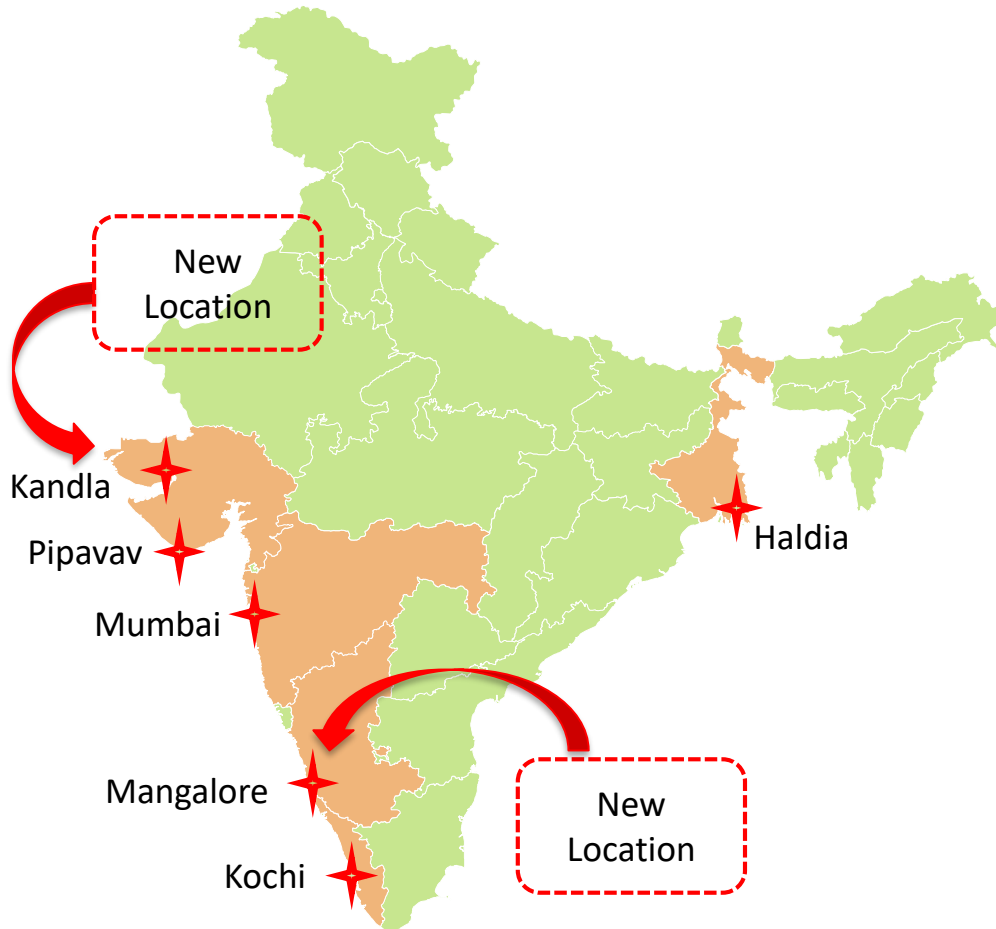 New
Location
Kandla
Pipavav
Haldia
Mumbai
Mangalore
New
Location
Kochi